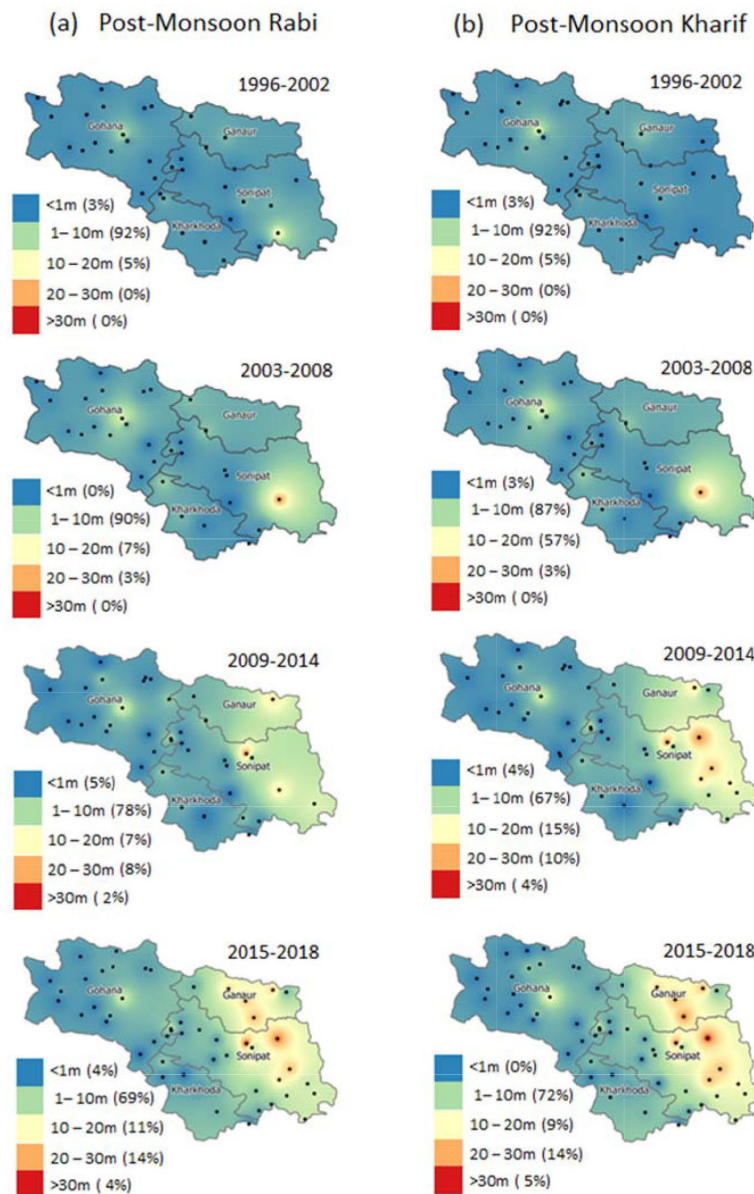 (a) Post-Monsoon Rabi
(b) Post-Monsoon Kharif
1996-2002
Gohana
Ganaur
Sonipat
Kharkhoda
<1m (3%)
1– 10m (92%)
10 – 20m (5%)
20 – 30m (0%)
>30m ( 0%)
1996-2002
Gohana
Ganaur
Sonipat
Kharkhoda
<1m (3%)
1– 10m (92%)
10 – 20m (5%)
20 – 30m (0%)
>30m ( 0%)
2003-2008
Gohana
Ganaur
Sonipat
Kharkhoda
<1m (0%)
1– 10m (90%)
10 – 20m (7%)
20 – 30m (3%)
>30m ( 0%)
2003-2008
Gohana
Ganaur
Sonipat
Kharkhoda
<1m (3%)
1– 10m (87%)
10 – 20m (57%)
20 – 30m (3%)
>30m ( 0%)
2009-2014
Gohana
Ganaur
Sonipat
Kharkhoda
<1m (5%)
1– 10m (78%)
10 – 20m (7%)
20 – 30m (8%)
>30m ( 2%)
2009-2014
Gohana
Ganaur
Sonipat
Kharkhoda
<1m (4%)
1– 10m (67%)
10 – 20m (15%)
20 – 30m (10%)
>30m ( 4%)
2015-2018
Gohana
Ganaur
Sonipat
Kharkhoda
<1m (4%)
1– 10m (69%)
10 – 20m (11%)
20 – 30m (14%)
>30m ( 4%)
2015-2018
Gohana
Ganaur
Sonipat
Kharkhoda
<1m (0%)
1– 10m (72%)
10 – 20m (9%)
20 – 30m (14%)
>30m ( 5%)